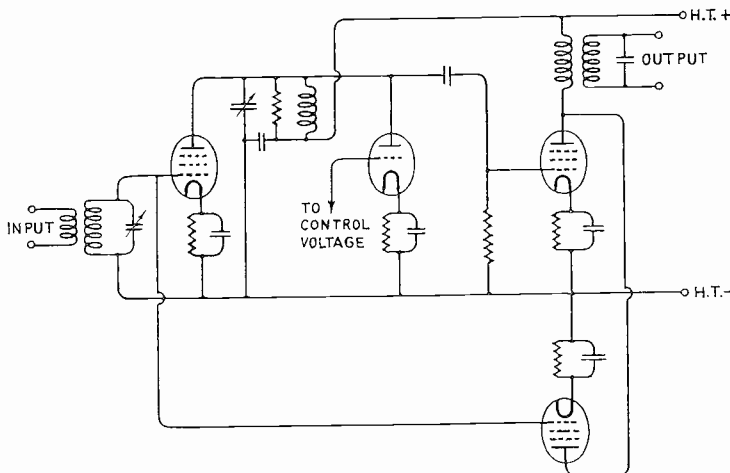 H.T.+
OUTPUT
INPUT
TO
CONTROL
VOLTAGE
H.T.-